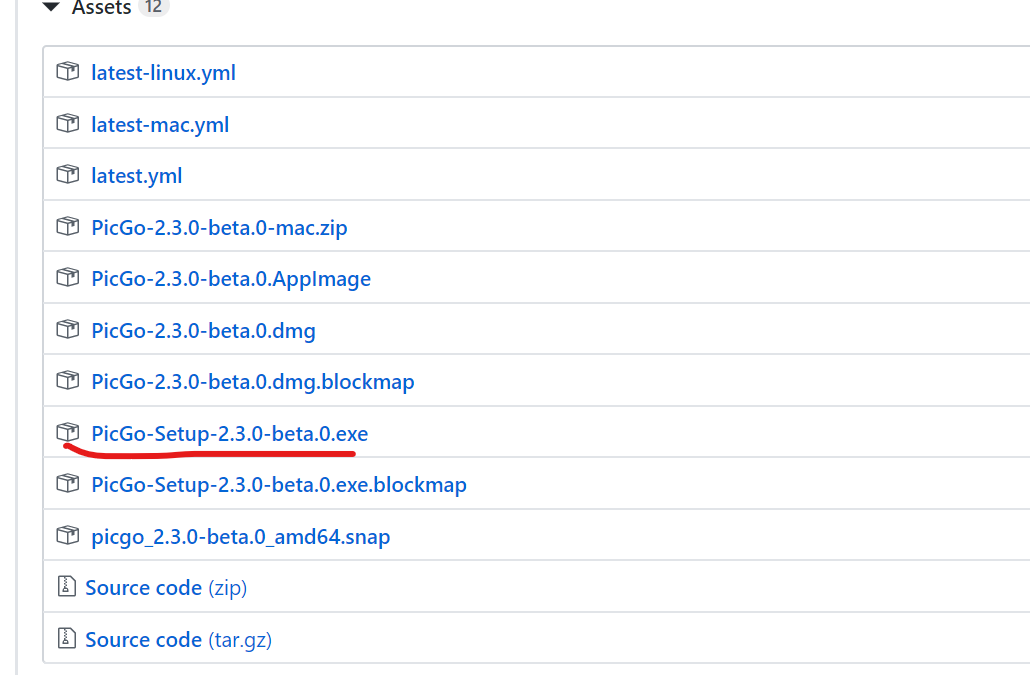 Assets 12
latest-linux.yml
latest-mac.yml
latest.yml
PicGo-2.3.0-beta.0-mac.zip
PicGo-2.3.0-beta.0.AppImage
PicGo-2.3.0-beta.0.dmg
PicGo-2.3.0-beta.0.dmg.blockmap
PicGo-Setup-2.3.0-beta.0.exe
PicGo-Setup-2.3.0-beta.0.exe.blockmap
picgo_2.3.0-beta.0_amd64.snap
Source code (zip)
Source code (tar.gz)